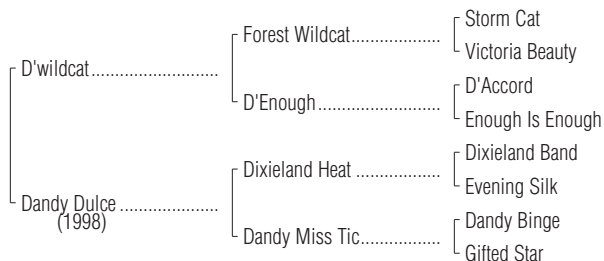 Storm Cat
Forest Wildcat....................
Victoria Beauty
D'wildcat..............................
D'Accord
D'Enough.............................
Enough Is Enough
Dixieland Band
Dixieland Heat ....................
Evening Silk
Dandy Dulce .......................
(1998)
Dandy Binge
Dandy Miss Tic...................
Gifted Star